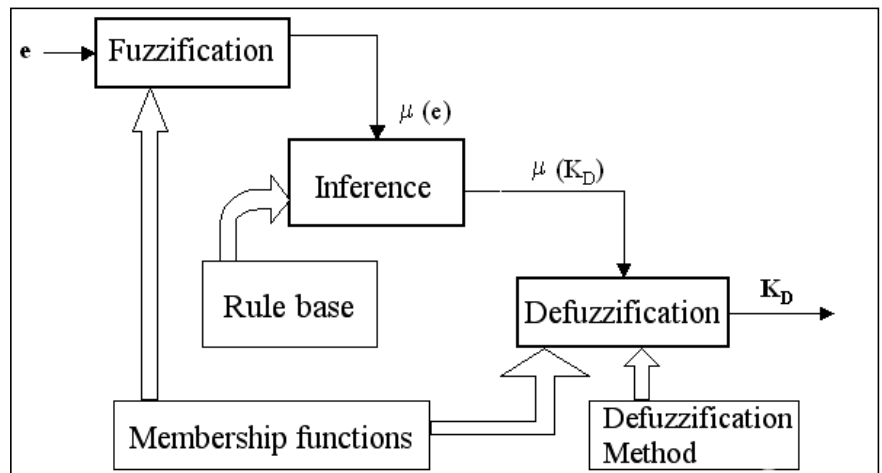 e
Fuzzification
μ (e)
Inference
μ (K_D)
Rule base
Defuzzification
K_D
Membership functions
Defuzzification
Method